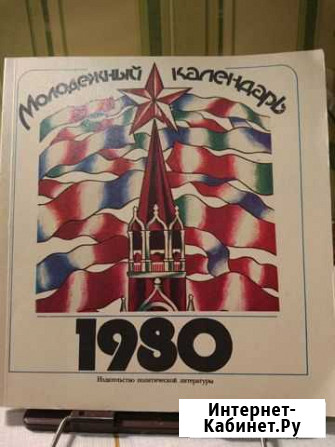 Молодежный календарь
1980
Издательство политической литературы
Интернет-
Кабинет.Ру